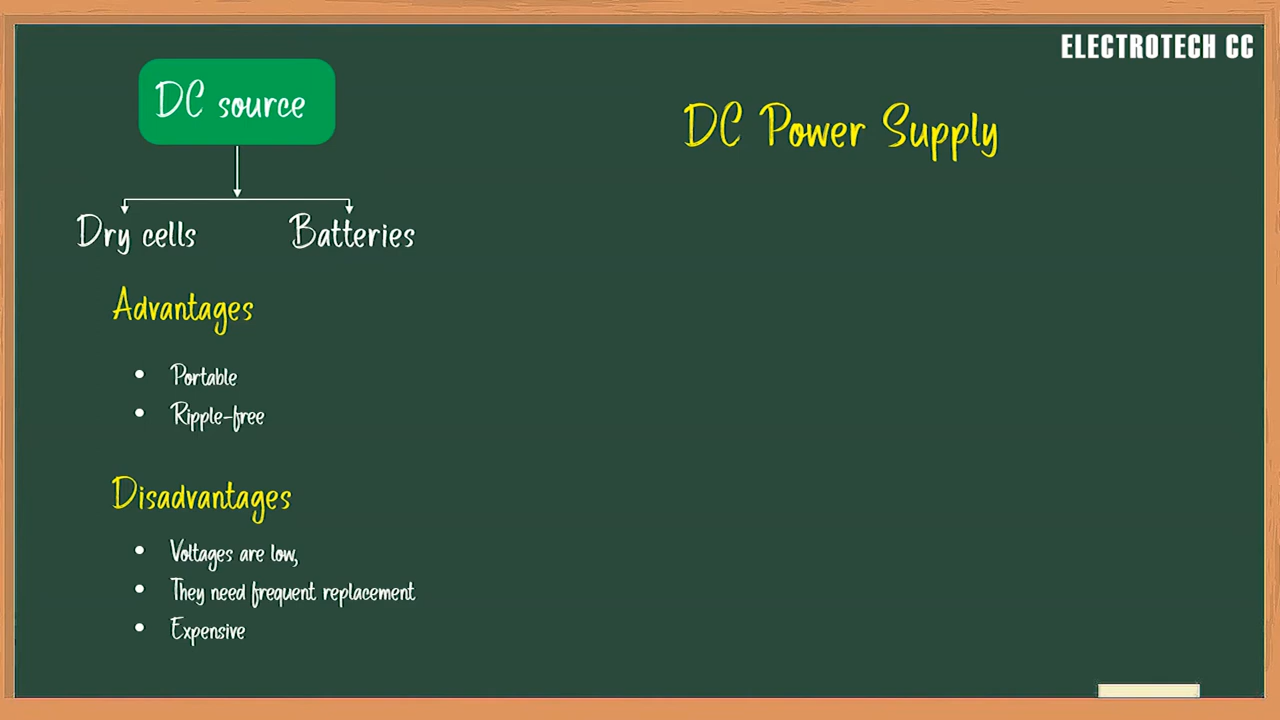 ELECTROTECH CC
DC source
DC Power Supply
Dry cells
Batteries
Advantages
• Portable
• Ripple-free
Disadvantages
• Voltages are low,
• They need frequent replacement
• Expensive